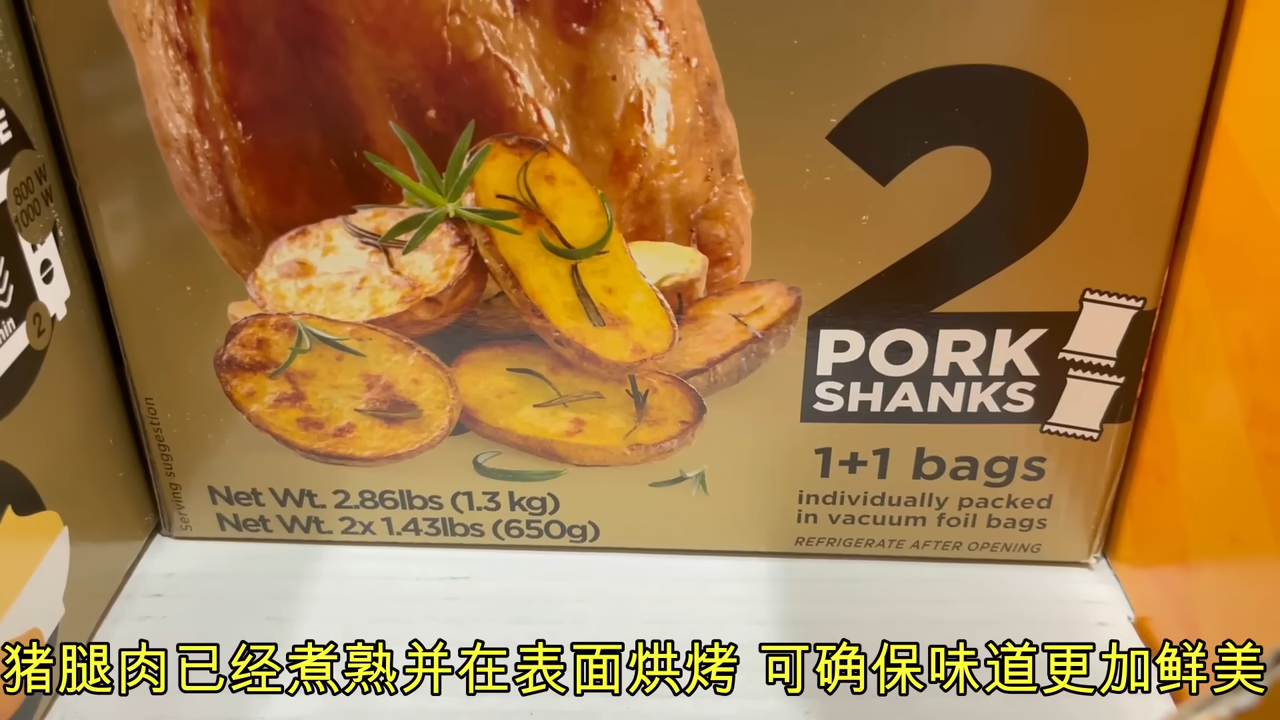 E
800 W
1000 W
min
2
2
PORK
SHANKS
1+1 bags
individually packed
in vacuum foil bags
REFRIGERATE AFTER OPENING
Serving suggestion
Net Wt. 2.86lbs (1.3 kg)
Net Wt. 2x 1.43lbs (650g)
猪腿肉已经煮熟并在表面烘烤 可确保味道更加鲜美